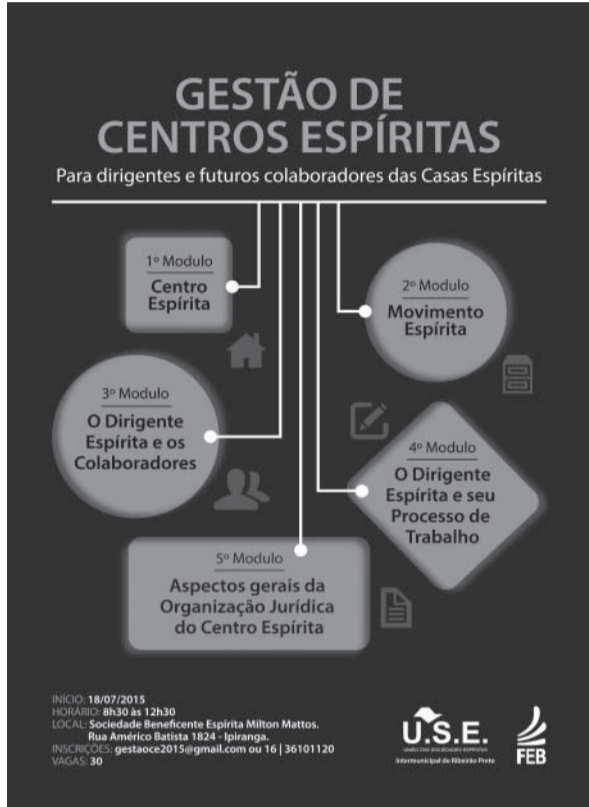 GESTÃO DE
CENTROS ESPÍRITAS
Para dirigentes e futuros colaboradores das Casas Espíritas
1º Modulo
Centro
Espírita
2º Modulo
Movimento
Espírita
3º Modulo
O Dirigente
Espírita e os
Colaboradores
4º Modulo
O Dirigente
Espírita e seu
Processo de
Trabalho
5º Modulo
Aspectos gerais da
Organização Jurídica
do Centro Espírita
INÍCIO: 18/07/2015
HORÁRIO: 8h30 às 12h30
LOCAL: Sociedade Beneficente Espírita Milton Mattos.
Rua Américo Batista 1824 - Ipiranga.
INSCRIÇÕES: gestaoce2015@gmail.com ou 16 | 36101120
VAGAS: 30
U.S.E.
UNIÃO DAS SOCIEDADES ESPÍRITAS
Intermunicipal de Ribeirão Preto
FEB